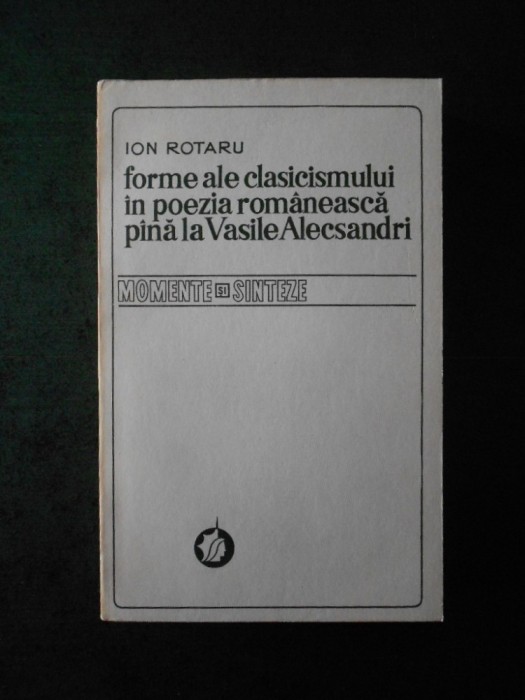 ION ROTARU
forme ale clasicismului
în poezia românească
pînă la Vasile Alecsandri
MOMENTE ȘI SINTEZE